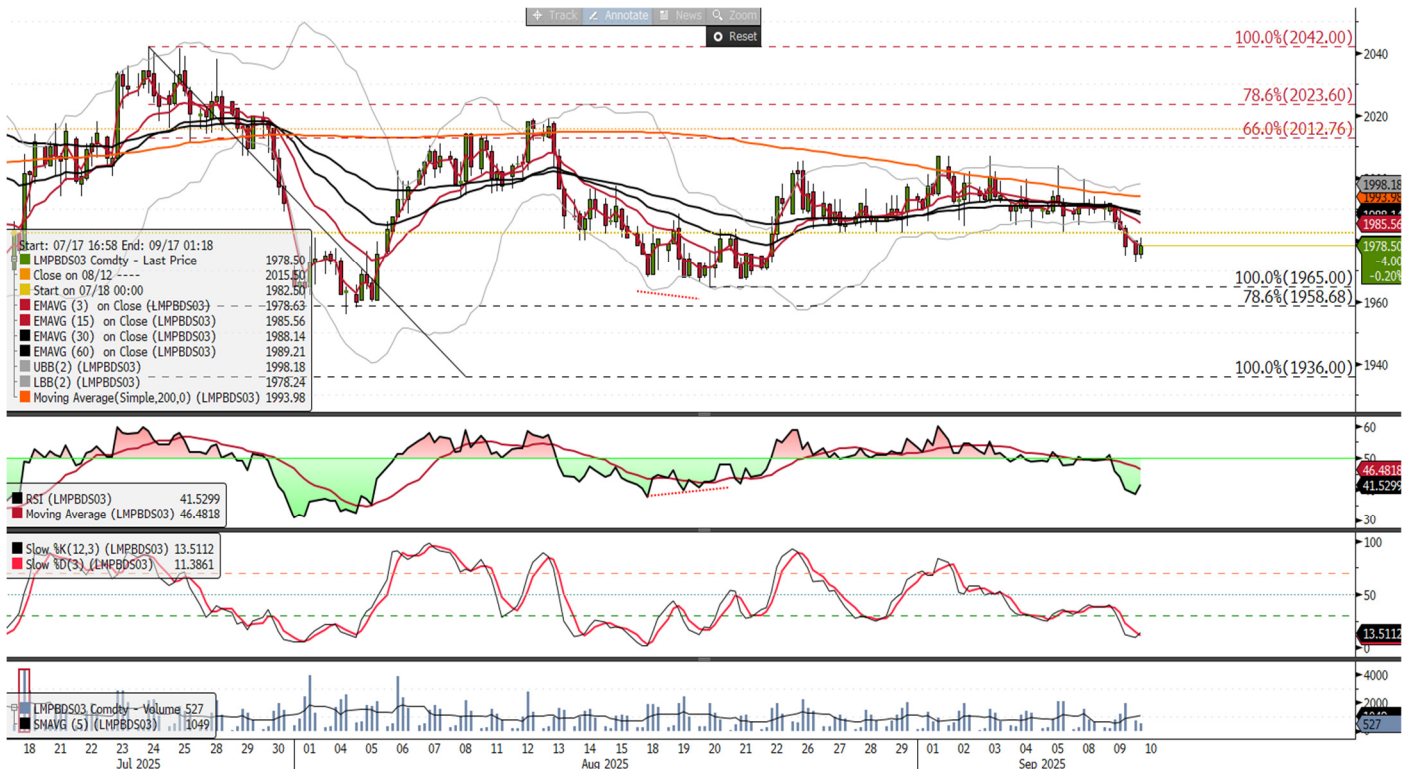 Track Annotate News Zoom
Reset
100.0%(2042.00)
2040
78.6%(2023.60)
2020
66.0%(2012.76)
1998.18
1993.98
1985.56
1978.50
-4.00
-0.20%
100.0%(1965.00)
1960
78.6%(1958.68)
1940
100.0%(1936.00)
Start: 07/17 16:58 End: 09/17 01:18
LMPBDS03 Comdty - Last Price 1978.50
Close on 08/12 ---- 2015.50
Start on 07/18 00:00 1982.50
EMAVG (3) on Close (LMPBDS03) 1978.63
EMAVG (15) on Close (LMPBDS03) 1985.56
EMAVG (30) on Close (LMPBDS03) 1988.14
EMAVG (60) on Close (LMPBDS03) 1989.21
UBB(2) (LMPBDS03) 1998.18
LBB(2) (LMPBDS03) 1978.24
Moving Average(Simple,200,0) (LMPBDS03) 1993.98
60
50
46.4818
41.5299
30
RSI (LMPBDS03) 41.5299
Moving Average (LMPBDS03) 46.4818
Slow %K(12,3) (LMPBDS03) 13.5112
Slow %D(3) (LMPBDS03) 11.3861
100
50
13.5112
0
4000
2000
527
LMPBDS03 Comdty - Volume 527
SMAVG (5) (LMPBDS03) 1049
18 21 22 23 24 25 28 29 30 01 04 05 06 07 08 11 12 13 14 15 18 19 20 21 22 26 27 28 29 01 02 03 04 05 08 09 10
Jul 2025 Aug 2025 Sep 2025